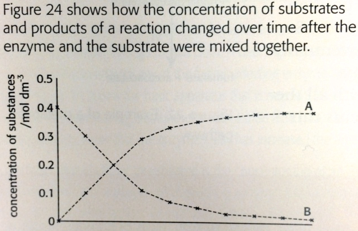 Figure 24 shows how the concentration of substrates
and products of a reaction changed over time after the
enzyme and the substrate were mixed together.
concentration of substances
/mol dm⁻³
0.5
0.4
0.3
0.2
0.1
0
A
B